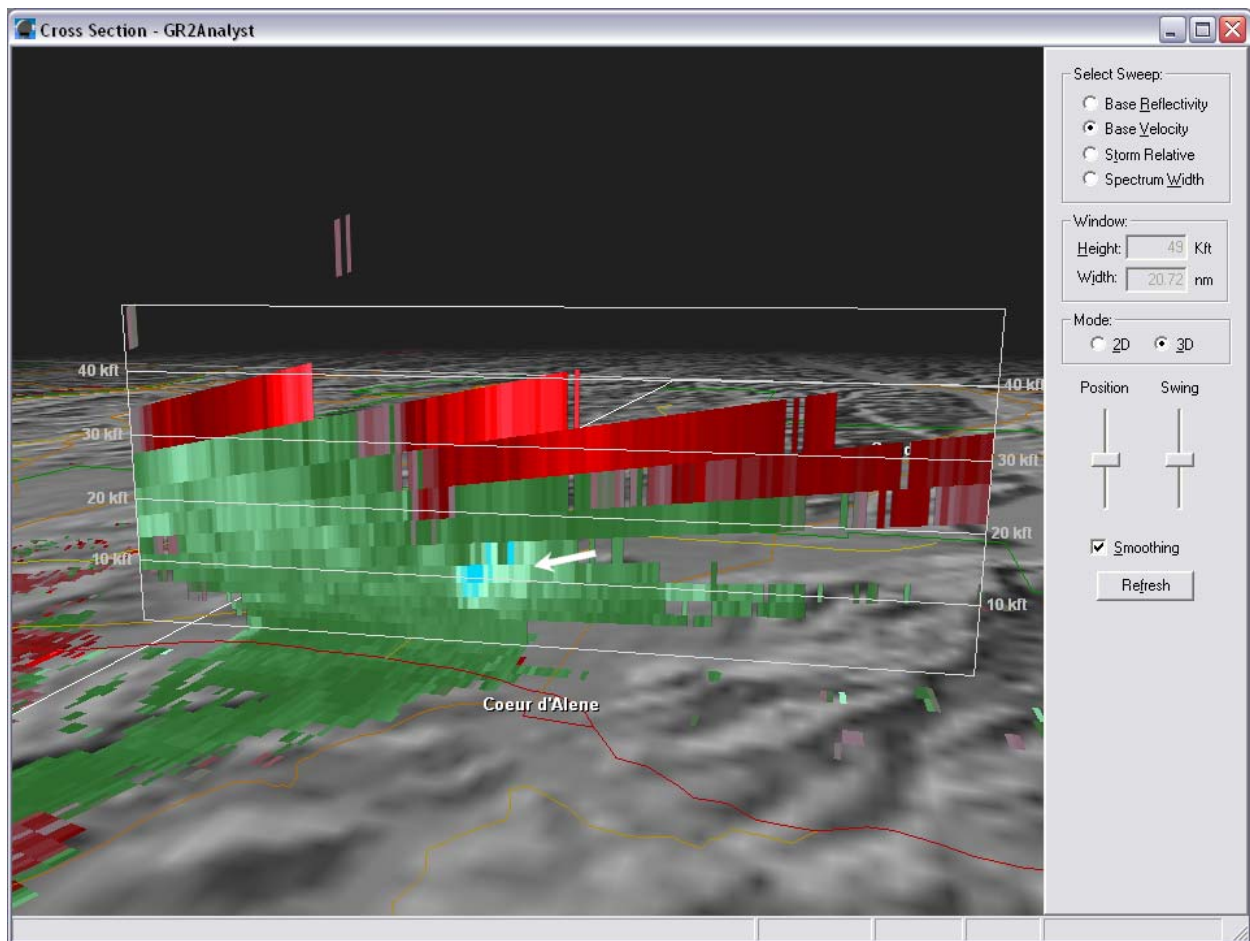 Cross Section - GR2Analyst
Select Sweep:
Base Reflectivity
Base Velocity
Storm Relative
Spectrum Width
Window:
Height: 49 Kft
Width: 20.72 nm
Mode:
2D 3D
Position Swing
Smoothing
Refresh
40 kft
40 kft
30 kft
30 kft
20 kft
20 kft
10 kft
10 kft
Coeur d'Alene